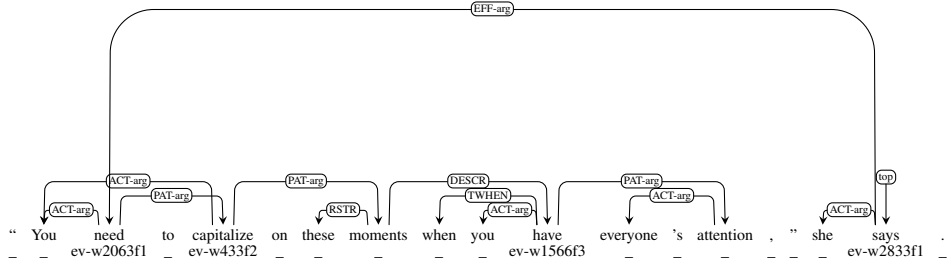 EFF-arg
ACT-arg PAT-arg DESCR PAT-arg top
PAT-arg TWHEN ACT-arg
ACT-arg RSTR ACT-arg ACT-arg
“ You need to capitalize on these moments when you have everyone 's attention , ” she says .
_ _ ev-w2063f1 _ ev-w433f2 _ _ _ _ _ ev-w1566f3 _ _ _ _ _ _ ev-w2833f1 _